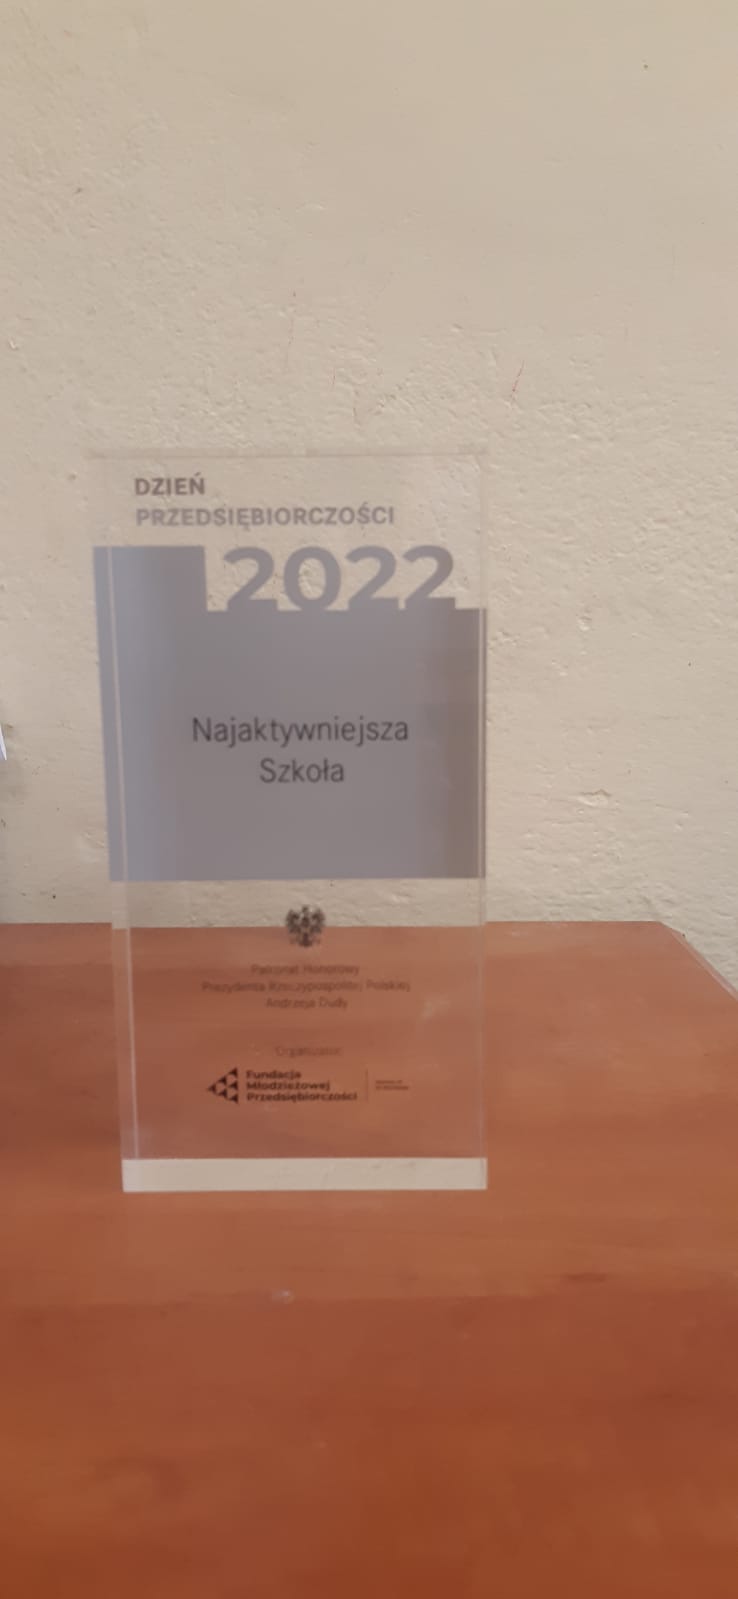 DZIEŃ
PRZEDSIĘBIORCZOŚCI
2022
Najaktywniejsza
Szkoła
Patronat Honorowy
Prezydenta Rzeczypospolitej Polskiej
Andrzeja Dudy
Organizator:
Fundacja
Młodzieżowej
Przedsiębiorczości